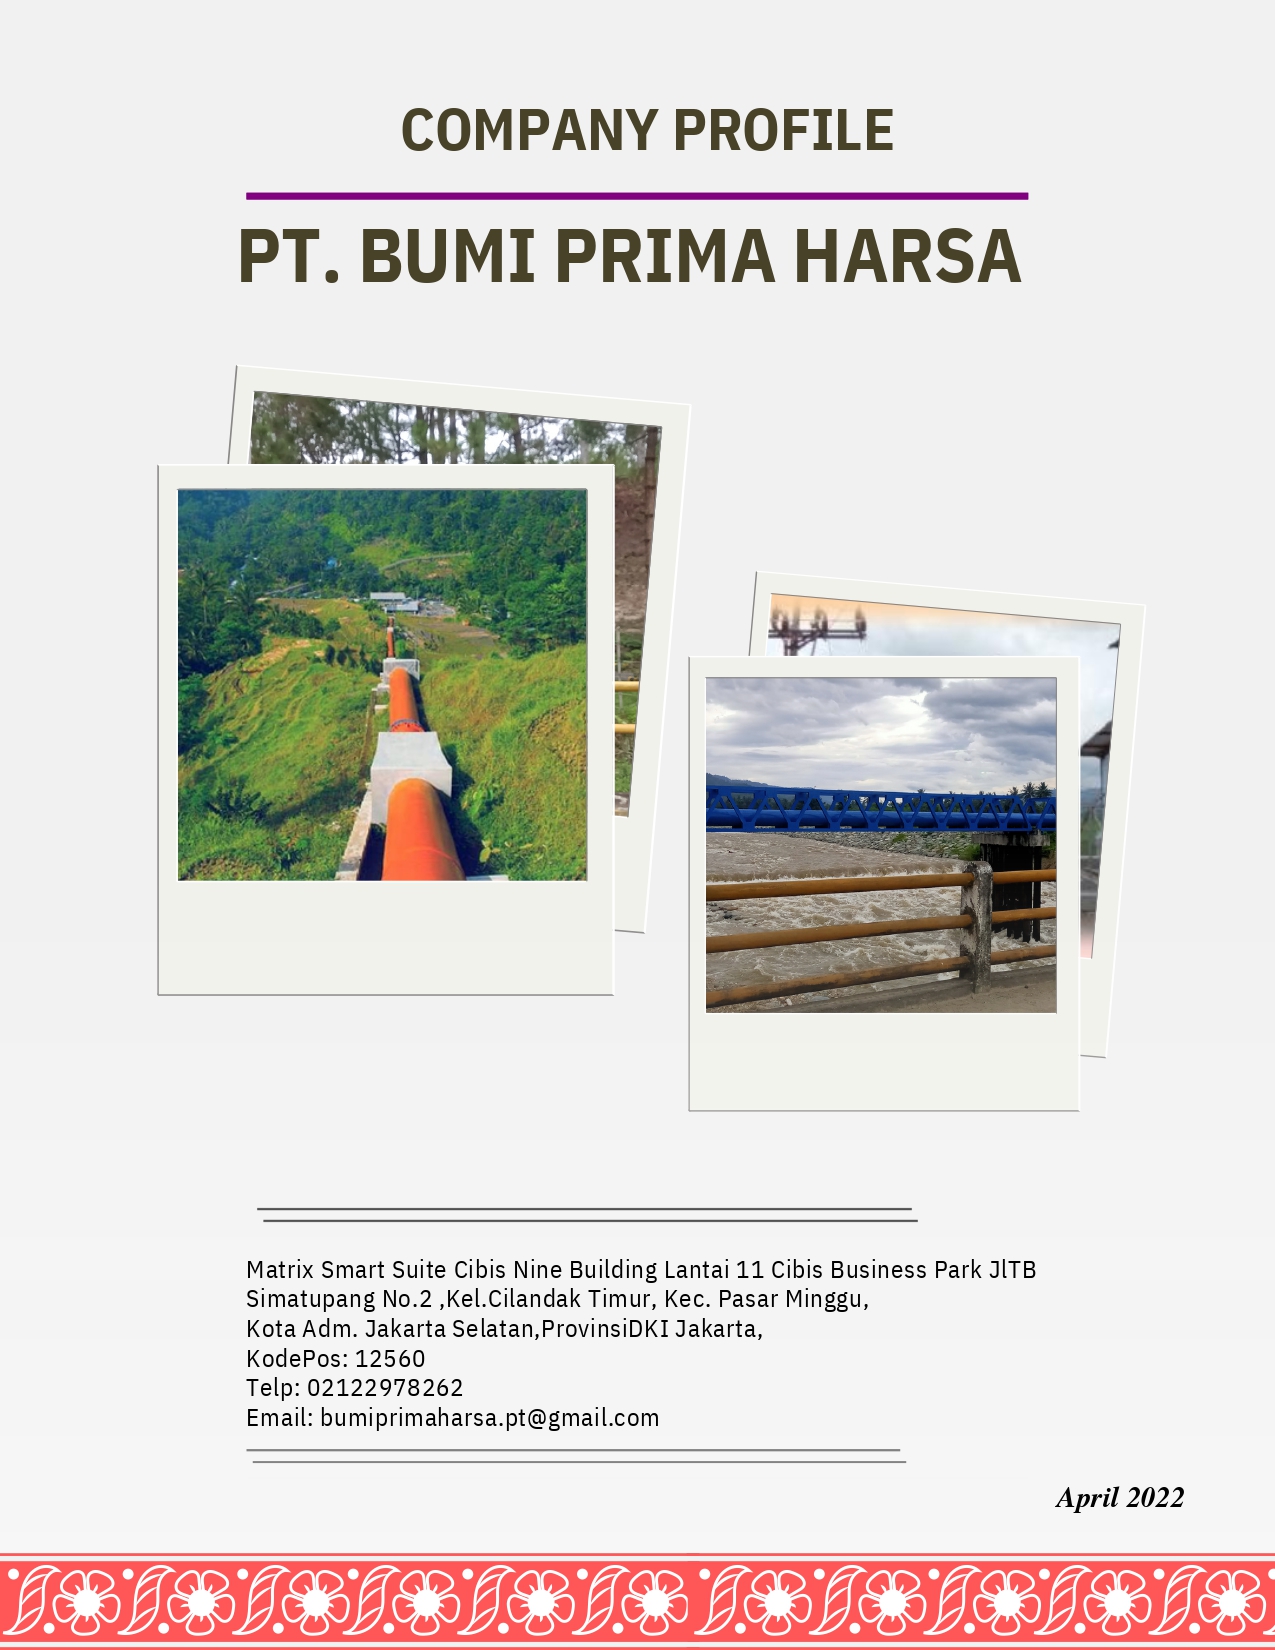 COMPANY PROFILE
PT. BUMI PRIMA HARSA
Matrix Smart Suite Cibis Nine Building Lantai 11 Cibis Business Park JlTB
Simatupang No.2 ,Kel.Cilandak Timur, Kec. Pasar Minggu,
Kota Adm. Jakarta Selatan,ProvinsiDKI Jakarta,
KodePos: 12560
Telp: 02122978262
Email: bumiprimaharsa.pt@gmail.com
April 2022